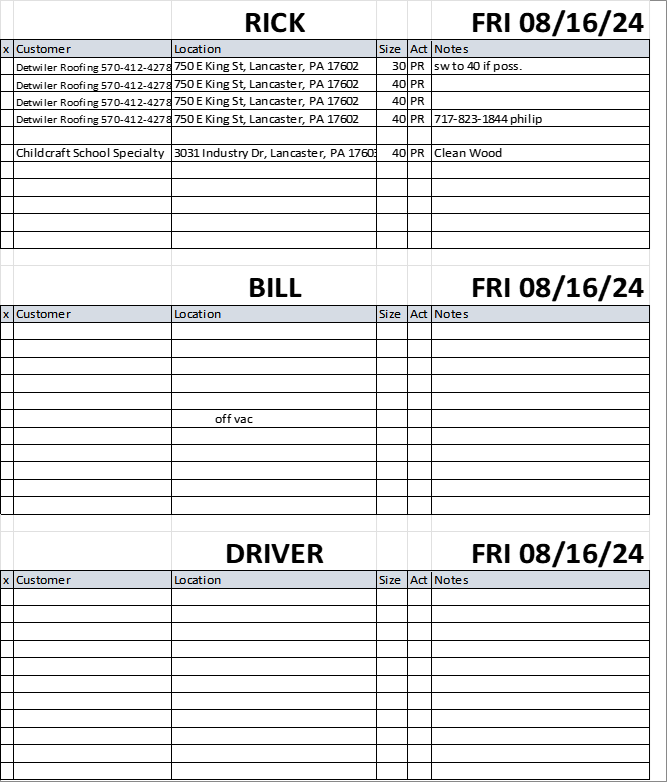 RICK FRI 08/16/24
x Customer Location Size Act Notes
Detwiler Roofing 570-412-4278 750 E King St, Lancaster, PA 17602 30 PR sw to 40 if poss.
Detwiler Roofing 570-412-4278 750 E King St, Lancaster, PA 17602 40 PR
Detwiler Roofing 570-412-4278 750 E King St, Lancaster, PA 17602 40 PR
Detwiler Roofing 570-412-4278 750 E King St, Lancaster, PA 17602 40 PR 717-823-1844 philip
Childcraft School Specialty 3031 Industry Dr, Lancaster, PA 17603 40 PR Clean Wood
BILL FRI 08/16/24
x Customer Location Size Act Notes
off vac
DRIVER FRI 08/16/24
x Customer Location Size Act Notes